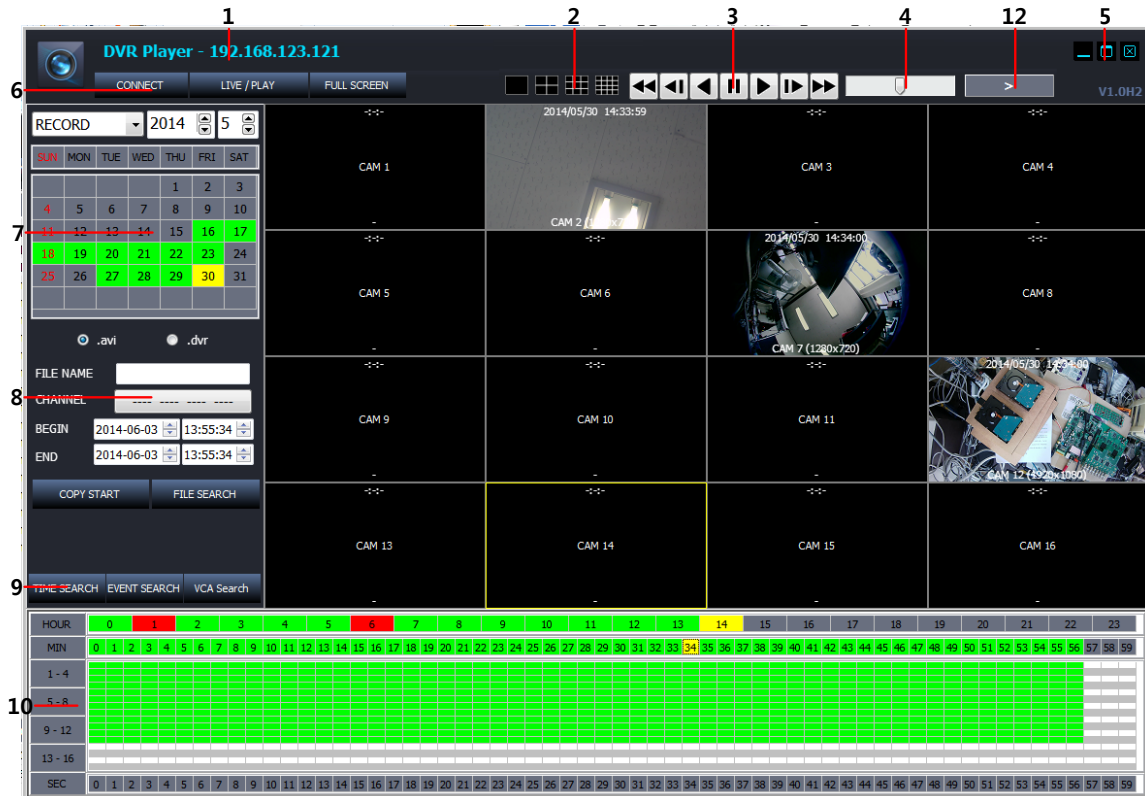 1 2 3 4 12 5
DVR Player - 192.168.123.121
6 CONNECT LIVE / PLAY FULL SCREEN > V1.0H2
RECORD 2014 5
SUN MON TUE WED THU FRI SAT
1 2 3
4 5 6 7 8 9 10
7 11 12 13 14 15 16 17
18 19 20 21 22 23 24
25 26 27 28 29 30 31
.avi .dvr
FILE NAME
8 CHANNEL ---- ---- ---- ----
BEGIN 2014-06-03 13:55:34
END 2014-06-03 13:55:34
COPY START FILE SEARCH
9 TIME SEARCH EVENT SEARCH VCA Search
-:-:- 2014/05/30 14:33:59 -:-:- -:-:-
CAM 1 CAM 3 CAM 4
- CAM 2 - -
-:-:- -:-:- 2014/05/30 14:34:00 -:-:-
CAM 5 CAM 6 CAM 8
- - CAM 7 (1280x720) -
-:-:- -:-:- -:-:- 2014/05/30 14:34:00
CAM 9 CAM 10 CAM 11
- - - CAM 12 (4920x1080)
-:-:- -:-:- -:-:- -:-:-
CAM 13 CAM 14 CAM 15 CAM 16
- - - -
HOUR 0 1 2 3 4 5 6 7 8 9 10 11 12 13 14 15 16 17 18 19 20 21 22 23
MIN 0 1 2 3 4 5 6 7 8 9 10 11 12 13 14 15 16 17 18 19 20 21 22 23 24 25 26 27 28 29 30 31 32 33 34 35 36 37 38 39 40 41 42 43 44 45 46 47 48 49 50 51 52 53 54 55 56 57 58 59
1 - 4
10 5 - 8
9 - 12
13 - 16
SEC 0 1 2 3 4 5 6 7 8 9 10 11 12 13 14 15 16 17 18 19 20 21 22 23 24 25 26 27 28 29 30 31 32 33 34 35 36 37 38 39 40 41 42 43 44 45 46 47 48 49 50 51 52 53 54 55 56 57 58 59